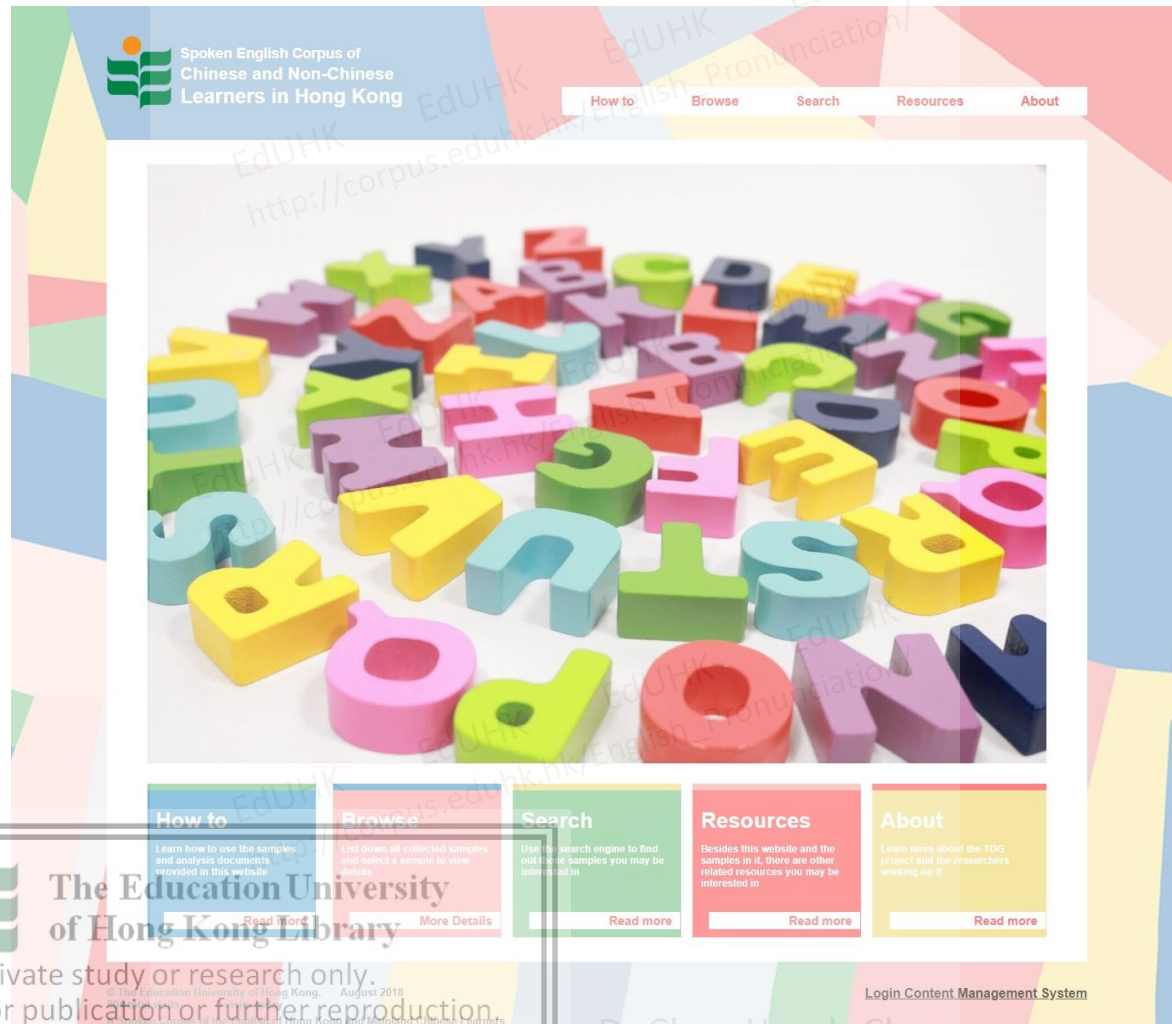 Spoken English Corpus of
Chinese and Non-Chinese
Learners in Hong Kong
How to Browse Search Resources About
EdUHK
http://corpus.eduhk.hk/English_Pronunciation/
How to
Learn how to use the samples
and analysis documents
provided in this website
Read more
Browse
List down all collected samples
and select a sample to view
details
More Details
Search
Use the search engine to find
out those samples you may be
interested in
Read more
Resources
Besides this website and the
samples in it, there are other
related resources you may be
interested in
Read more
About
Learn more about the TDG
project and the researchers
working on it
Read more
The Education University
of Hong Kong Library
study or research only.
publication or further reproduction.
© The Education University of Hong Kong. August 2018
Login Content Management System